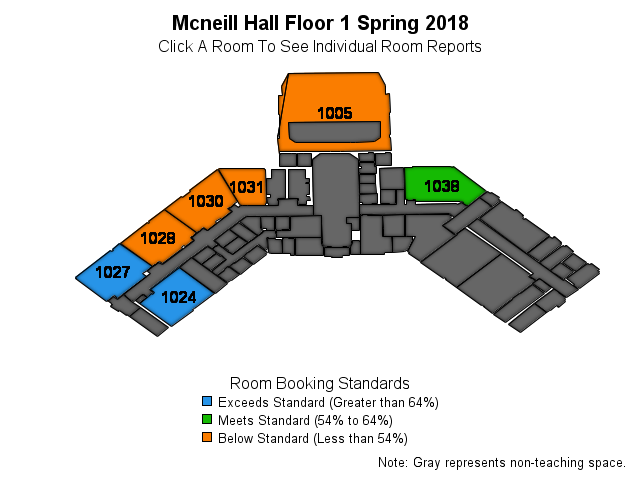 Mcneill Hall Floor 1 Spring 2018
Click A Room To See Individual Room Reports
1005
1031
1038
1030
1028
1027
1024
Room Booking Standards
Exceeds Standard (Greater than 64%)
Meets Standard (54% to 64%)
Below Standard (Less than 54%)
Note: Gray represents non-teaching space.